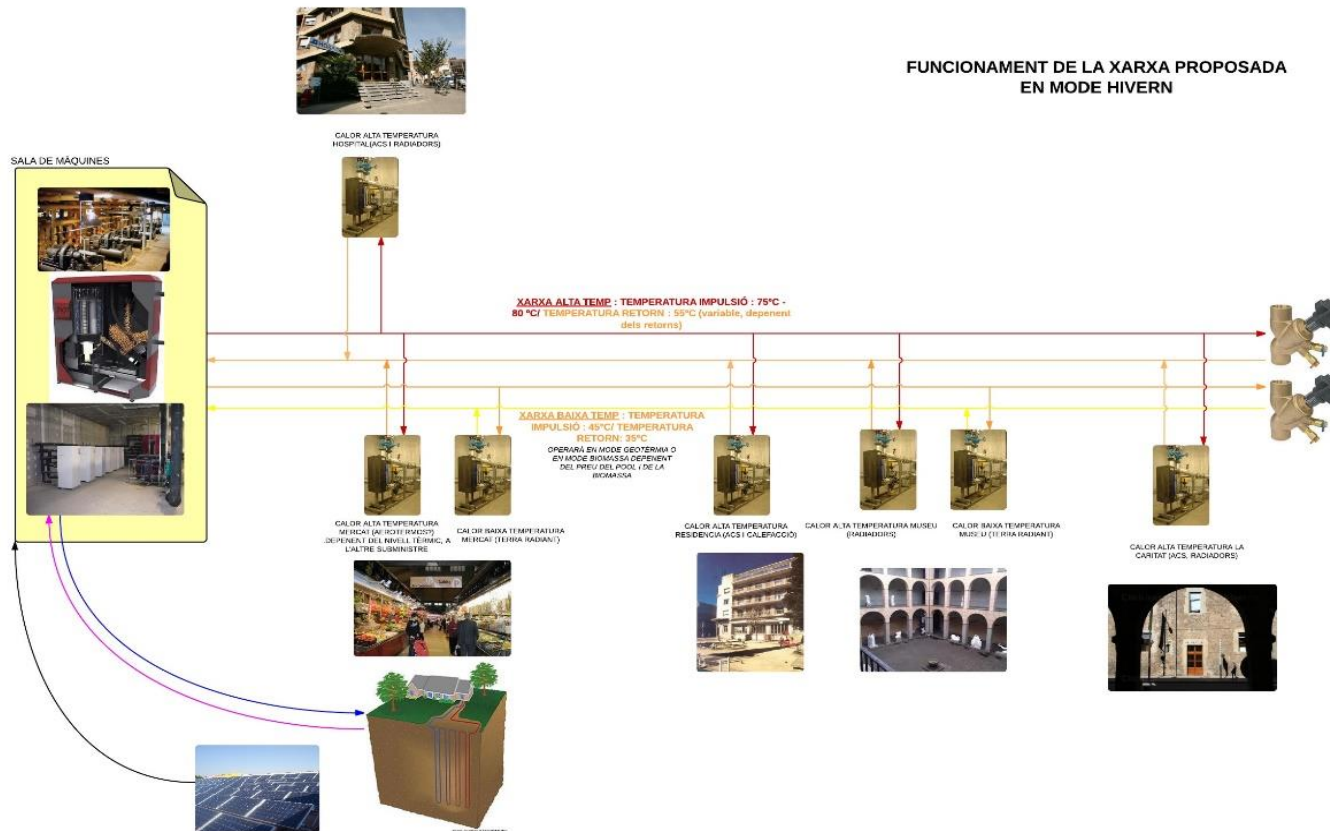 FUNCIONAMENT DE LA XARXA PROPOSADA
EN MODE HIVERN
CALOR ALTA TEMPERATURA
HOSPITAL(ACS I RADIADORS)
SALA DE MÀQUINES
XARXA ALTA TEMP : TEMPERATURA IMPULSIÓ : 75ºC -
80 ºC/ TEMPERATURA RETORN : 55ºC (variable, depenent
dels retorns)
XARXA BAIXA TEMP : TEMPERATURA
IMPULSIÓ : 45ºC/ TEMPERATURA
RETORN: 35ºC
OPERARÀ EN MODE GEOTÈRMIA O
EN MODE BIOMASSA DEPENENT
DEL PREU DEL POOL I DE LA
BIOMASSA
CALOR ALTA TEMPERATURA
MERCAT (AEROTERMOS?)
DEPENENT DEL NIVELL TÈRMIC, A
L'ALTRE SUBMINISTRE
CALOR BAIXA TEMPERATURA
MERCAT (TERRA RADIANT)
CALOR ALTA TEMPERATURA
RESIDENCIA (ACS I CALEFACCIÓ)
CALOR ALTA TEMPERATURA MUSEU
(RADIADORS)
CALOR BAIXA TEMPERATURA
MUSEU (TERRA RADIANT)
CALOR ALTA TEMPERATURA LA
CARITAT (ACS, RADIADORS)